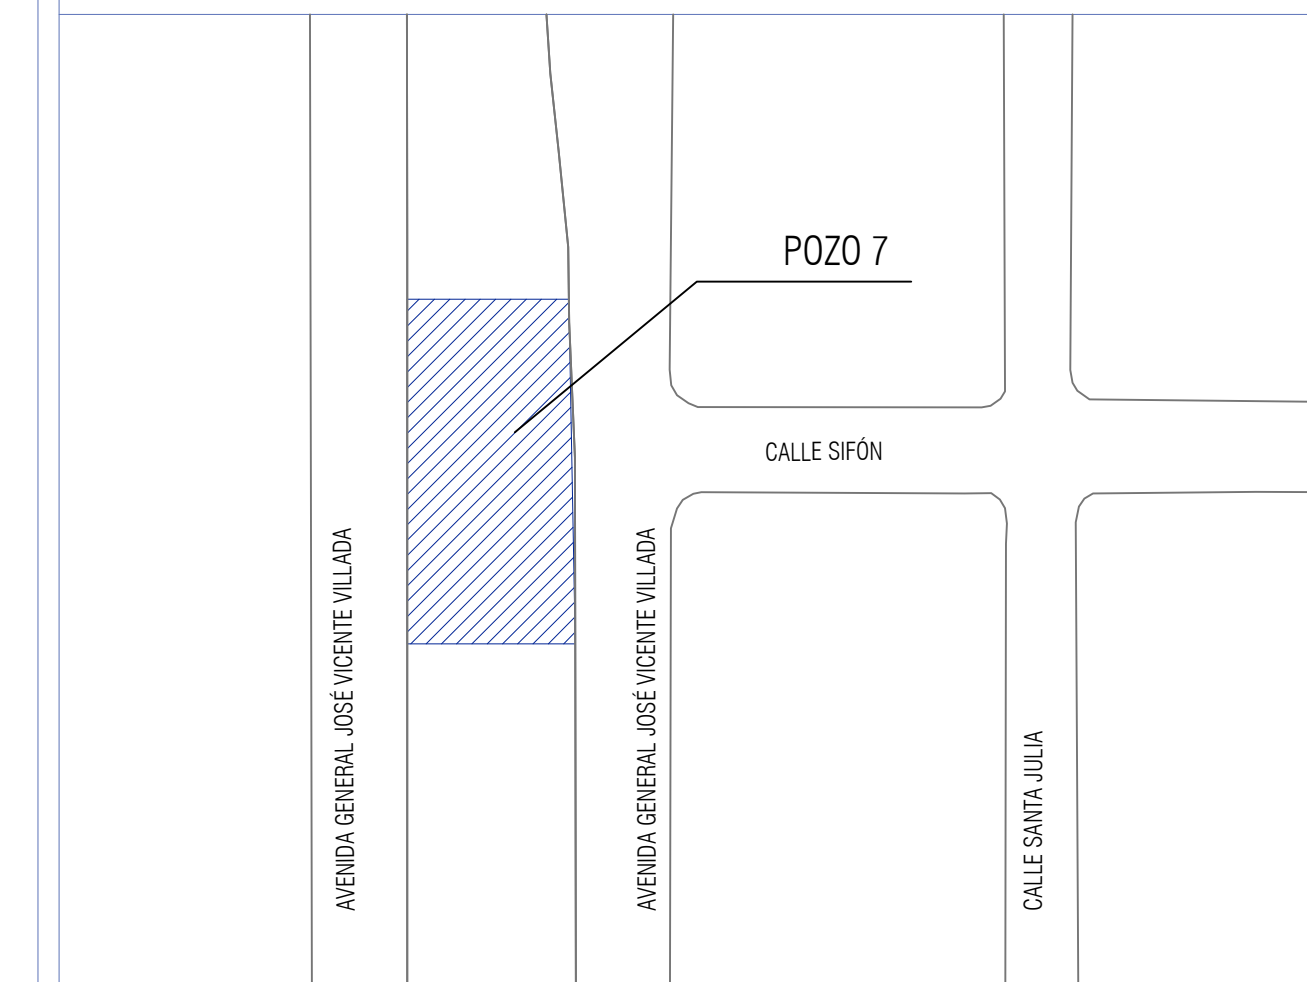 POZO 7
CALLE SIFÓN
AVENIDA GENERAL JOSÉ VICENTE VILLADA
AVENIDA GENERAL JOSÉ VICENTE VILLADA
CALLE SANTA JULIA